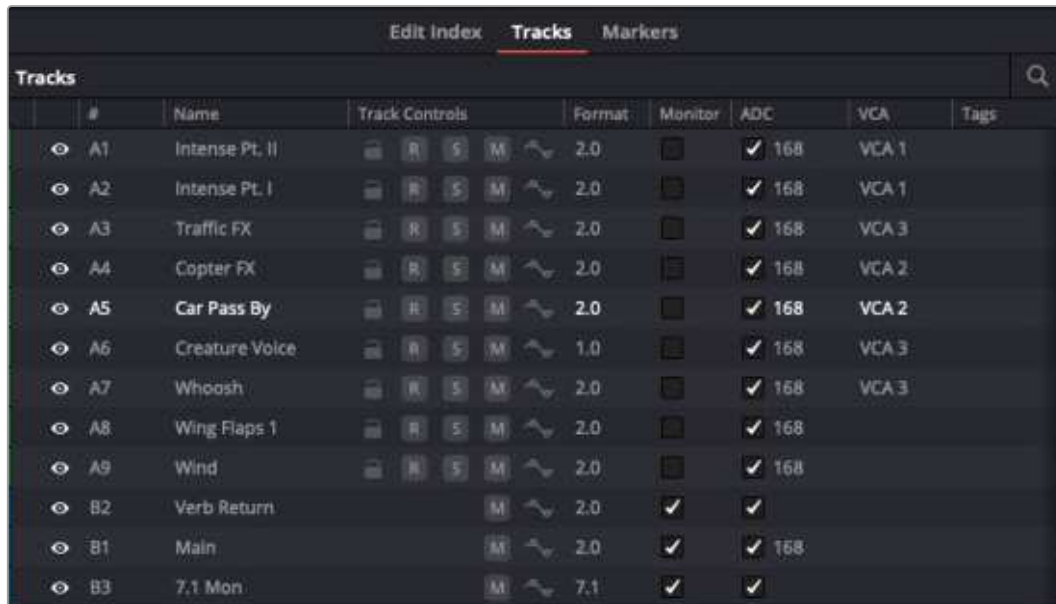 Edit Index Tracks Markers
Tracks
# Name Track Controls Format Monitor ADC VCA Tags
A1 Intense Pt. II R S M 2.0 168 VCA 1
A2 Intense Pt. I R S M 2.0 168 VCA 1
A3 Traffic FX R S M 2.0 168 VCA 3
A4 Copter FX R S M 2.0 168 VCA 2
A5 Car Pass By R S M 2.0 168 VCA 2
A6 Creature Voice R S M 1.0 168 VCA 3
A7 Whoosh R S M 2.0 168 VCA 3
A8 Wing Flaps 1 R S M 2.0 168
A9 Wind R S M 2.0 168
B2 Verb Return M 2.0
B1 Main M 2.0 168
B3 7.1 Mon M 7.1